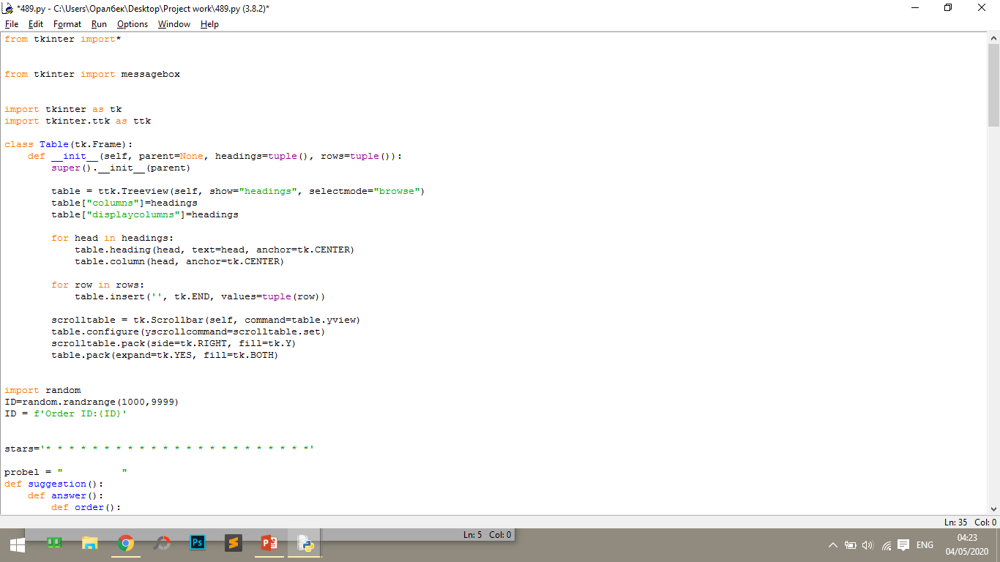 *489.py - C:\Users\Оралбек\Desktop\Project work\489.py (3.8.2)*
File Edit Format Run Options Window Help
from tkinter import*
from tkinter import messagebox
import tkinter as tk
import tkinter.ttk as ttk
class Table(tk.Frame):
    def __init__(self, parent=None, headings=tuple(), rows=tuple()):
        super().__init__(parent)
        table = ttk.Treeview(self, show="headings", selectmode="browse")
        table["columns"]=headings
        table["displaycolumns"]=headings
        for head in headings:
            table.heading(head, text=head, anchor=tk.CENTER)
            table.column(head, anchor=tk.CENTER)
        for row in rows:
            table.insert('', tk.END, values=tuple(row))
        scrolltable = tk.Scrollbar(self, command=table.yview)
        table.configure(yscrollcommand=scrolltable.set)
        scrolltable.pack(side=tk.RIGHT, fill=tk.Y)
        table.pack(expand=tk.YES, fill=tk.BOTH)
import random
ID=random.randrange(1000,9999)
ID = f'Order ID:{ID}'
stars='* * * * * * * * * * * * * * * * * * * * * * *'
probel = "          "
def suggestion():
    def answer():
        def order():
Ln: 35 Col: 0
Ln: 5 Col: 0
Ps
P
ENG
04:23
04/05/2020